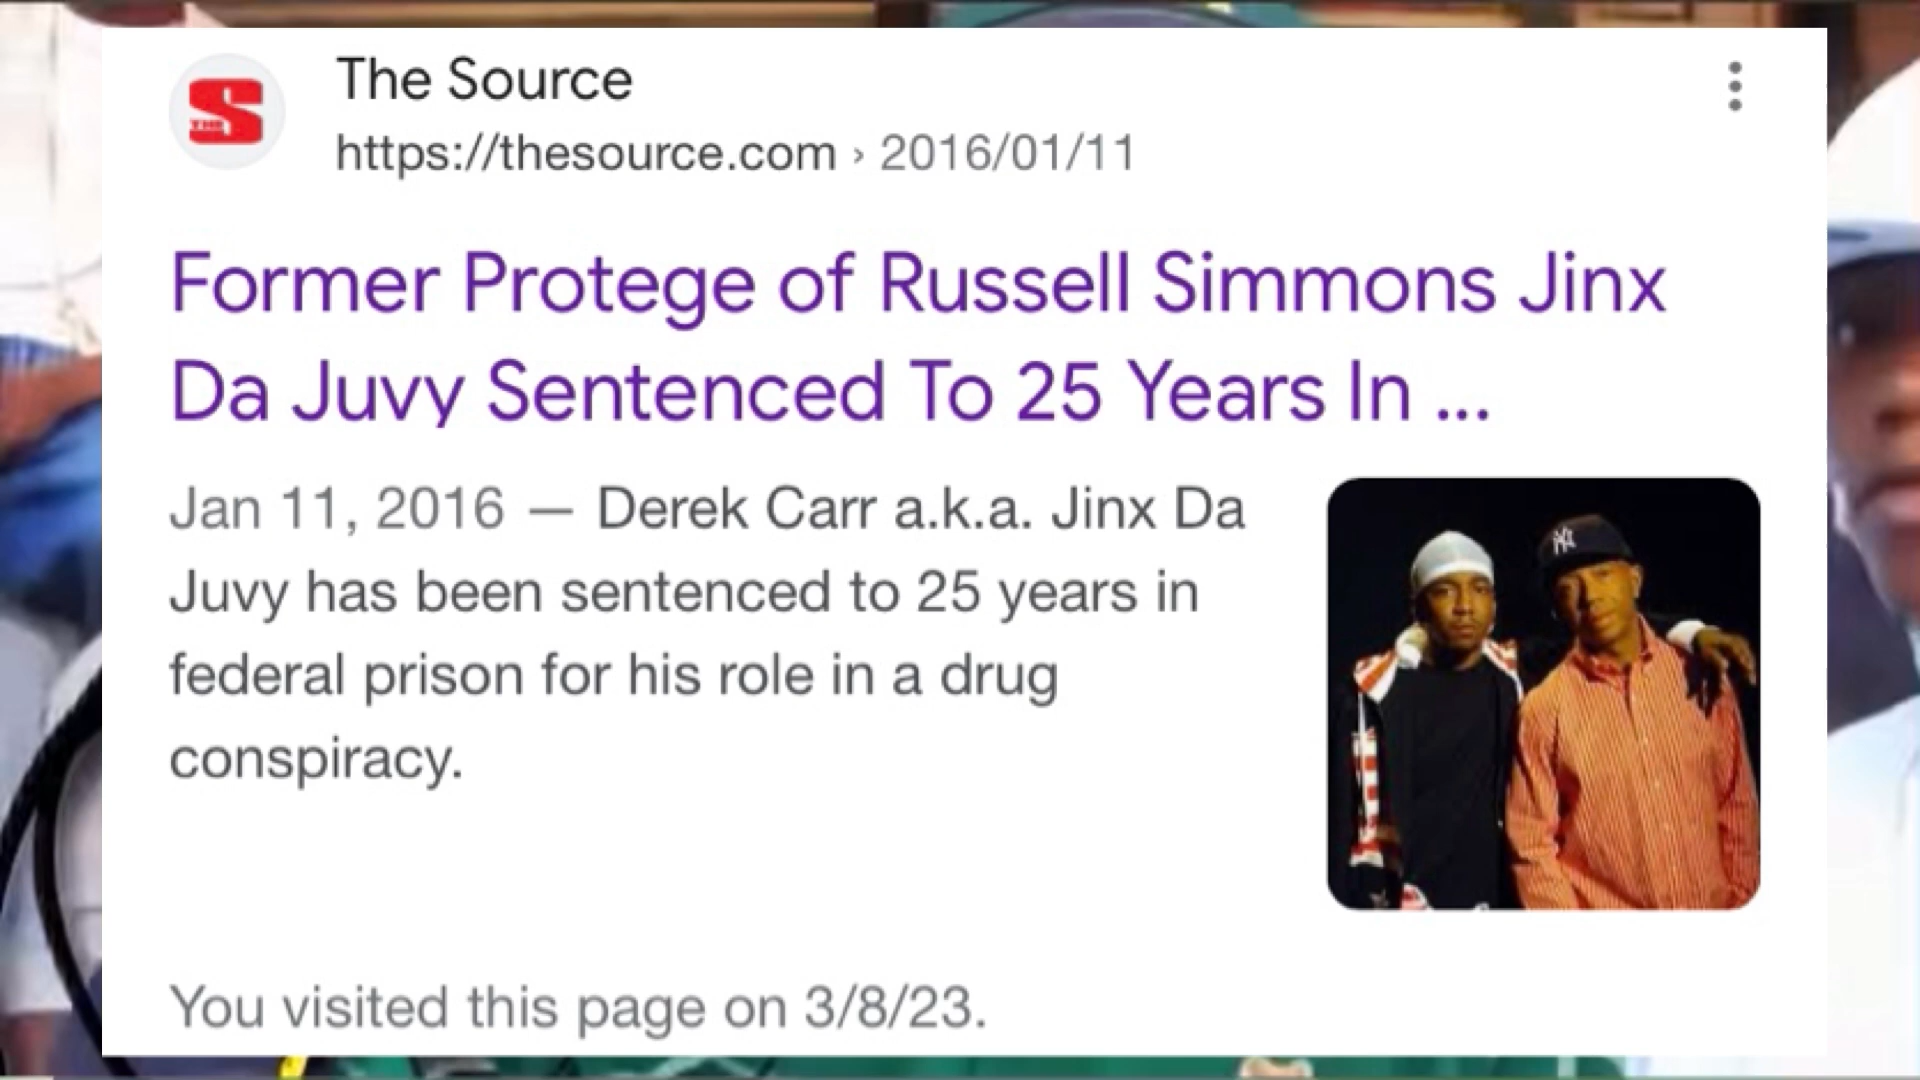 The Source
https://thesource.com › 2016/01/11
Former Protege of Russell Simmons Jinx
Da Juvy Sentenced To 25 Years In ...
Jan 11, 2016 — Derek Carr a.k.a. Jinx Da
Juvy has been sentenced to 25 years in
federal prison for his role in a drug
conspiracy.
You visited this page on 3/8/23.
THE S
NY